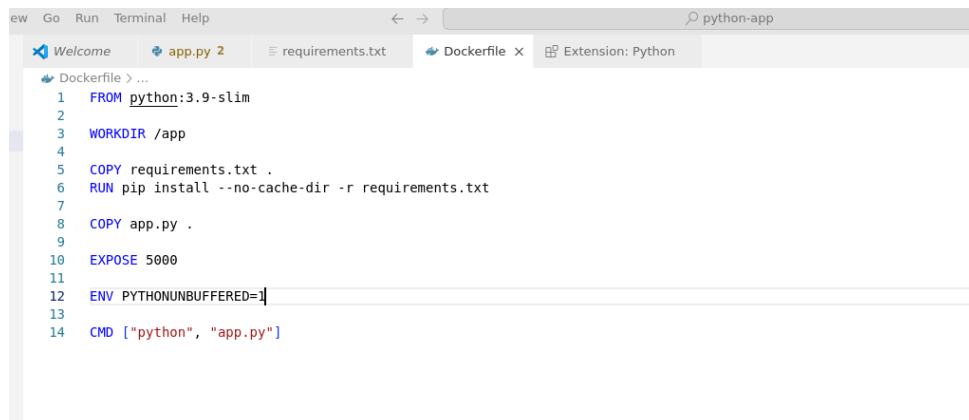 ew Go Run Terminal Help python-app
Welcome app.py 2 requirements.txt Dockerfile Extension: Python
Dockerfile > ...
1 FROM python:3.9-slim
2
3 WORKDIR /app
4
5 COPY requirements.txt .
6 RUN pip install --no-cache-dir -r requirements.txt
7
8 COPY app.py .
9
10 EXPOSE 5000
11
12 ENV PYTHONUNBUFFERED=1
13
14 CMD ["python", "app.py"]